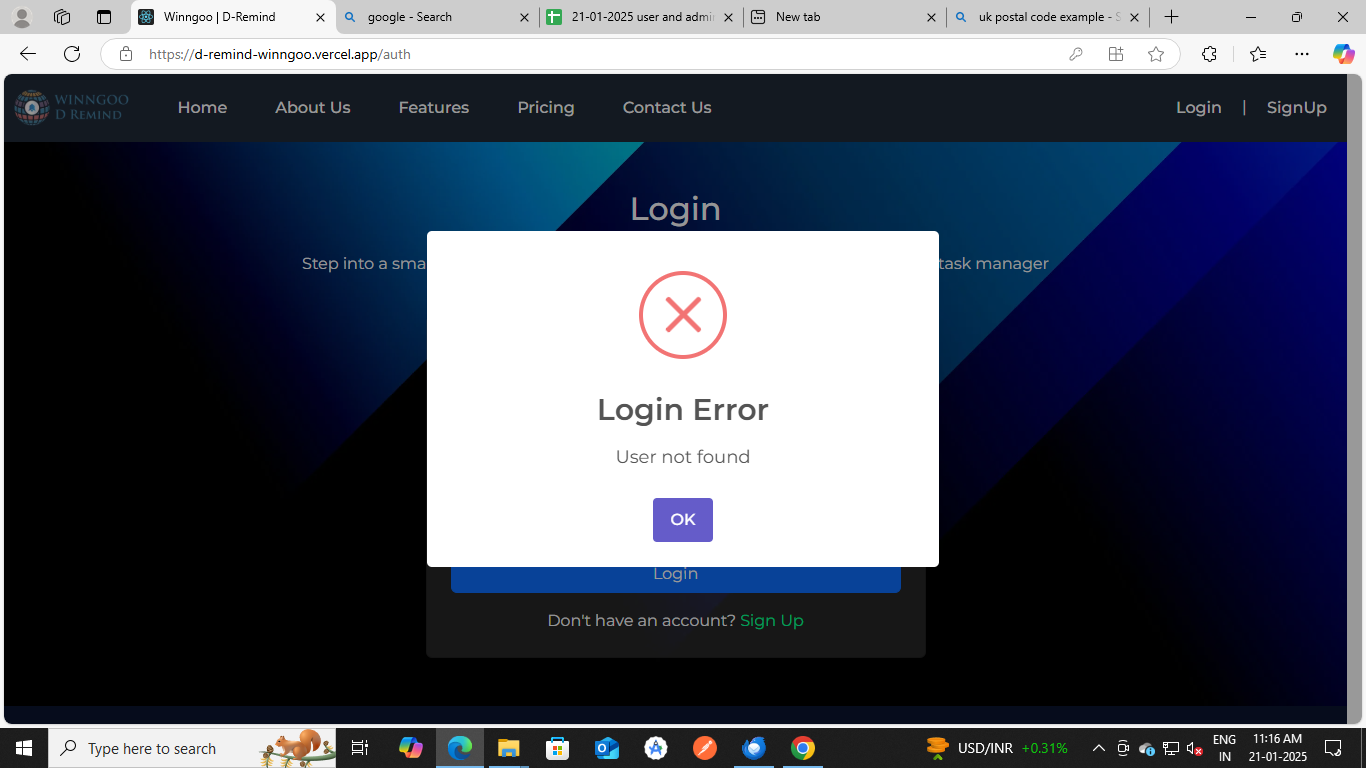 Winngoo | D-Remind
google - Search
21-01-2025 user and admi
New tab
uk postal code example - S
https://d-remind-winngoo.vercel.app/auth
WINNGOO
D REMIND
Home
About Us
Features
Pricing
Contact Us
Login
|
SignUp
Login
Step into a sma
task manager
Login Error
User not found
OK
Login
Don't have an account? Sign Up
Type here to search
USD/INR +0.31%
ENG
IN
11:16 AM
21-01-2025